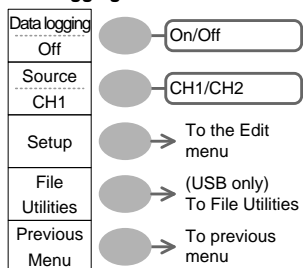 Data logging
Off
On/Off
Source
CH1
CH1/CH2
Setup
To the Edit
menu
File
Utilities
(USB only)
To File Utilities
Previous
Menu
To previous
menu